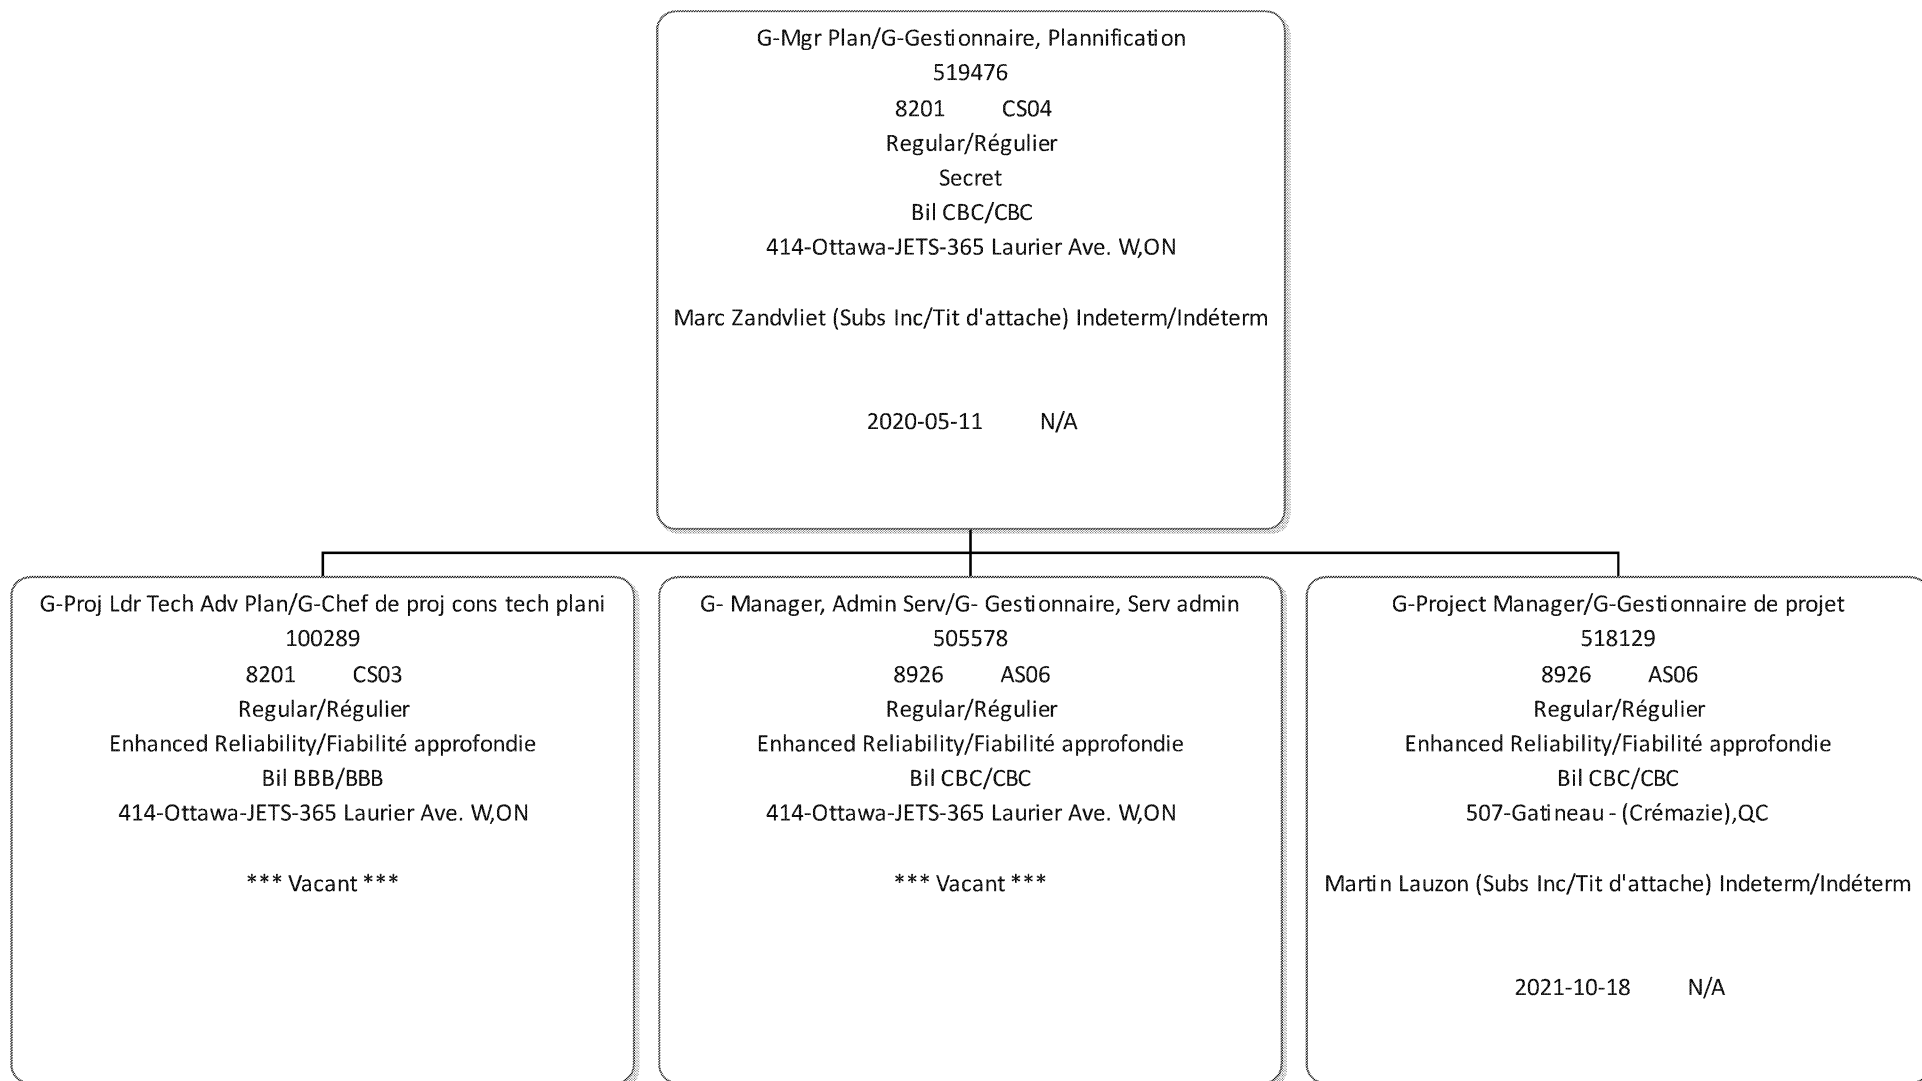 G-Mgr Plan/G-Gestionnaire, Plannification
519476
8201 CS04
Regular/Régulier
Secret
Bil CBC/CBC
414-Ottawa-JETS-365 Laurier Ave. W,ON
Marc Zandvliet (Subs Inc/Tit d'attache) Indeterm/Indéterm
2020-05-11 N/A
G-Proj Ldr Tech Adv Plan/G-Chef de proj cons tech plani
100289
8201 CS03
Regular/Régulier
Enhanced Reliability/Fiabilité approfondie
Bil BBB/BBB
414-Ottawa-JETS-365 Laurier Ave. W,ON
*** Vacant ***
G- Manager, Admin Serv/G- Gestionnaire, Serv admin
505578
8926 AS06
Regular/Régulier
Enhanced Reliability/Fiabilité approfondie
Bil CBC/CBC
414-Ottawa-JETS-365 Laurier Ave. W,ON
*** Vacant ***
G-Project Manager/G-Gestionnaire de projet
518129
8926 AS06
Regular/Régulier
Enhanced Reliability/Fiabilité approfondie
Bil CBC/CBC
507-Gatineau - (Crémazie),QC
Martin Lauzon (Subs Inc/Tit d'attache) Indeterm/Indéterm
2021-10-18 N/A